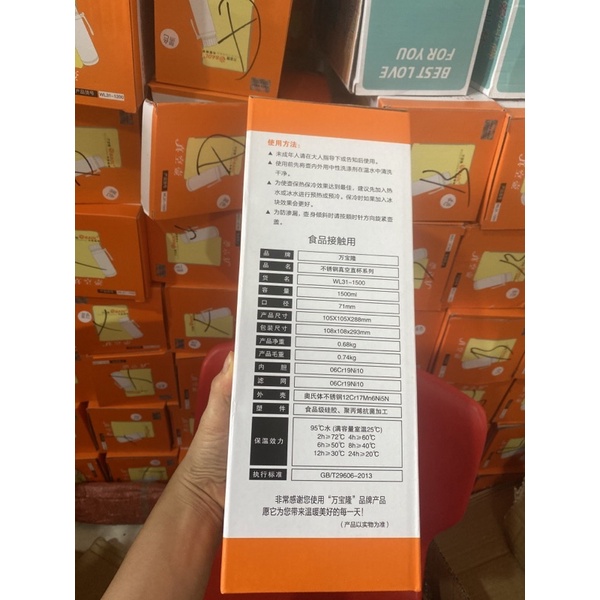 BEST LOVE
FOR YOU
WL31-1500
使用方法:
▲ 未成年人请在大人指导下或告知后使用。
▲ 使用前先将壶内外用中性洗涤剂在温水中清洗
干净。
▲ 为使壶保热保冷效果达到最佳，建议先加入热
水或冰水进行预热或预冷。保冷时如果加入冰
块效果会更好。
▲ 为防渗漏，壶身倾斜时请按顺时针方向旋紧壶
盖。
食品接触用
品 牌 万宝隆
品 名 不锈钢真空直杯系列
货 名 WL31-1500
容 量 1500ml
口 径 71mm
产品尺寸 105X105X288mm
包装尺寸 108x108x293mm
产品净重 0.68kg
产品毛重 0.74kg
内 胆 06Cr19Ni10
滤 网 06Cr19Ni10
外 壳 奥氏体不锈钢12Cr17Mn6Ni5N
塑 件 食品级硅胶、聚丙烯抗菌加工
保温效力 95℃水 (满容量室温25℃)
2h≥72℃ 4h≥60℃
6h≥50℃ 8h≥40℃
12h≥30℃ 24h≥20℃
执行标准 GB/T29606-2013
非常感谢您使用“万宝隆”品牌产品
愿它为您带来温暖美好的每一天!
(产品以实物为准)